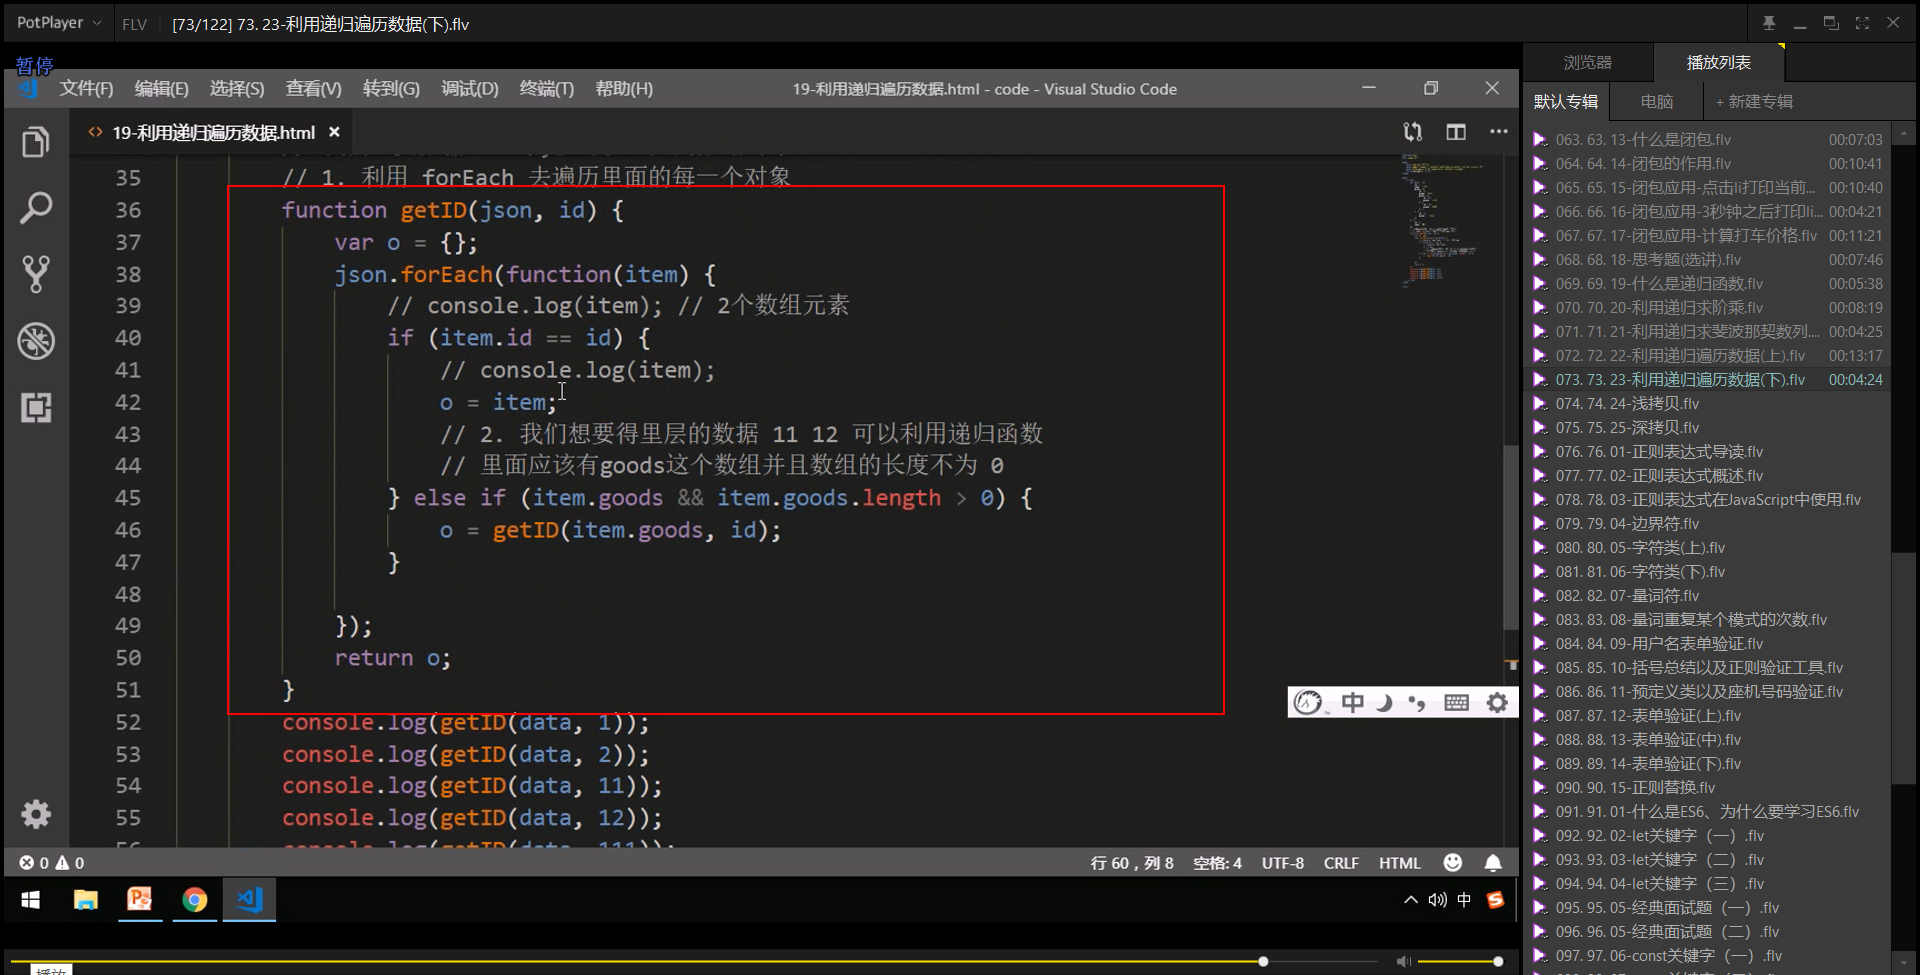 PotPlayer
FLV
[73/122] 73. 23-利用递归遍历数据(下).flv
暂停
文件(F) 编辑(E) 选择(S) 查看(V) 转到(G) 调试(D) 终端(T) 帮助(H)
19-利用递归遍历数据.html - code - Visual Studio Code
19-利用递归遍历数据.html
35 // 1. 利用 forEach 去遍历里面的每一个对象
36 function getID(json, id) {
37 var o = {};
38 json.forEach(function(item) {
39 // console.log(item); // 2个数组元素
40 if (item.id == id) {
41 // console.log(item);
42 o = item;
43 // 2. 我们想要得里层的数据 11 12 可以利用递归函数
44 // 里面应该有goods这个数组并且数组的长度不为 0
45 } else if (item.goods && item.goods.length > 0) {
46 o = getID(item.goods, id);
47 }
48
49 });
50 return o;
51 }
52 console.log(getID(data, 1));
53 console.log(getID(data, 2));
54 console.log(getID(data, 11));
55 console.log(getID(data, 12));
中
0 0
行 60，列 8 空格: 4 UTF-8 CRLF HTML
中
播放
浏览器 播放列表
默认专辑 电脑 + 新建专辑
063. 63. 13-什么是闭包.flv 00:07:03
064. 64. 14-闭包的作用.flv 00:10:41
065. 65. 15-闭包应用-点击li打印当前... 00:10:40
066. 66. 16-闭包应用-3秒钟之后打印li... 00:04:21
067. 67. 17-闭包应用-计算打车价格.flv 00:11:21
068. 68. 18-思考题(选讲).flv 00:07:46
069. 69. 19-什么是递归函数.flv 00:05:38
070. 70. 20-利用递归求阶乘.flv 00:08:19
071. 71. 21-利用递归求斐波那契数列.... 00:04:25
072. 72. 22-利用递归遍历数据(上).flv 00:13:17
073. 73. 23-利用递归遍历数据(下).flv 00:04:24
074. 74. 24-浅拷贝.flv
075. 75. 25-深拷贝.flv
076. 76. 01-正则表达式导读.flv
077. 77. 02-正则表达式概述.flv
078. 78. 03-正则表达式在JavaScript中使用.flv
079. 79. 04-边界符.flv
080. 80. 05-字符类(上).flv
081. 81. 06-字符类(下).flv
082. 82. 07-量词符.flv
083. 83. 08-量词重复某个模式的次数.flv
084. 84. 09-用户名表单验证.flv
085. 85. 10-括号总结以及正则验证工具.flv
086. 86. 11-预定义类以及座机号码验证.flv
087. 87. 12-表单验证(上).flv
088. 88. 13-表单验证(中).flv
089. 89. 14-表单验证(下).flv
090. 90. 15-正则替换.flv
091. 91. 01-什么是ES6、为什么要学习ES6.flv
092. 92. 02-let关键字（一）.flv
093. 93. 03-let关键字（二）.flv
094. 94. 04-let关键字（三）.flv
095. 95. 05-经典面试题（一）.flv
096. 96. 05-经典面试题（二）.flv
097. 97. 06-const关键字（一）.flv